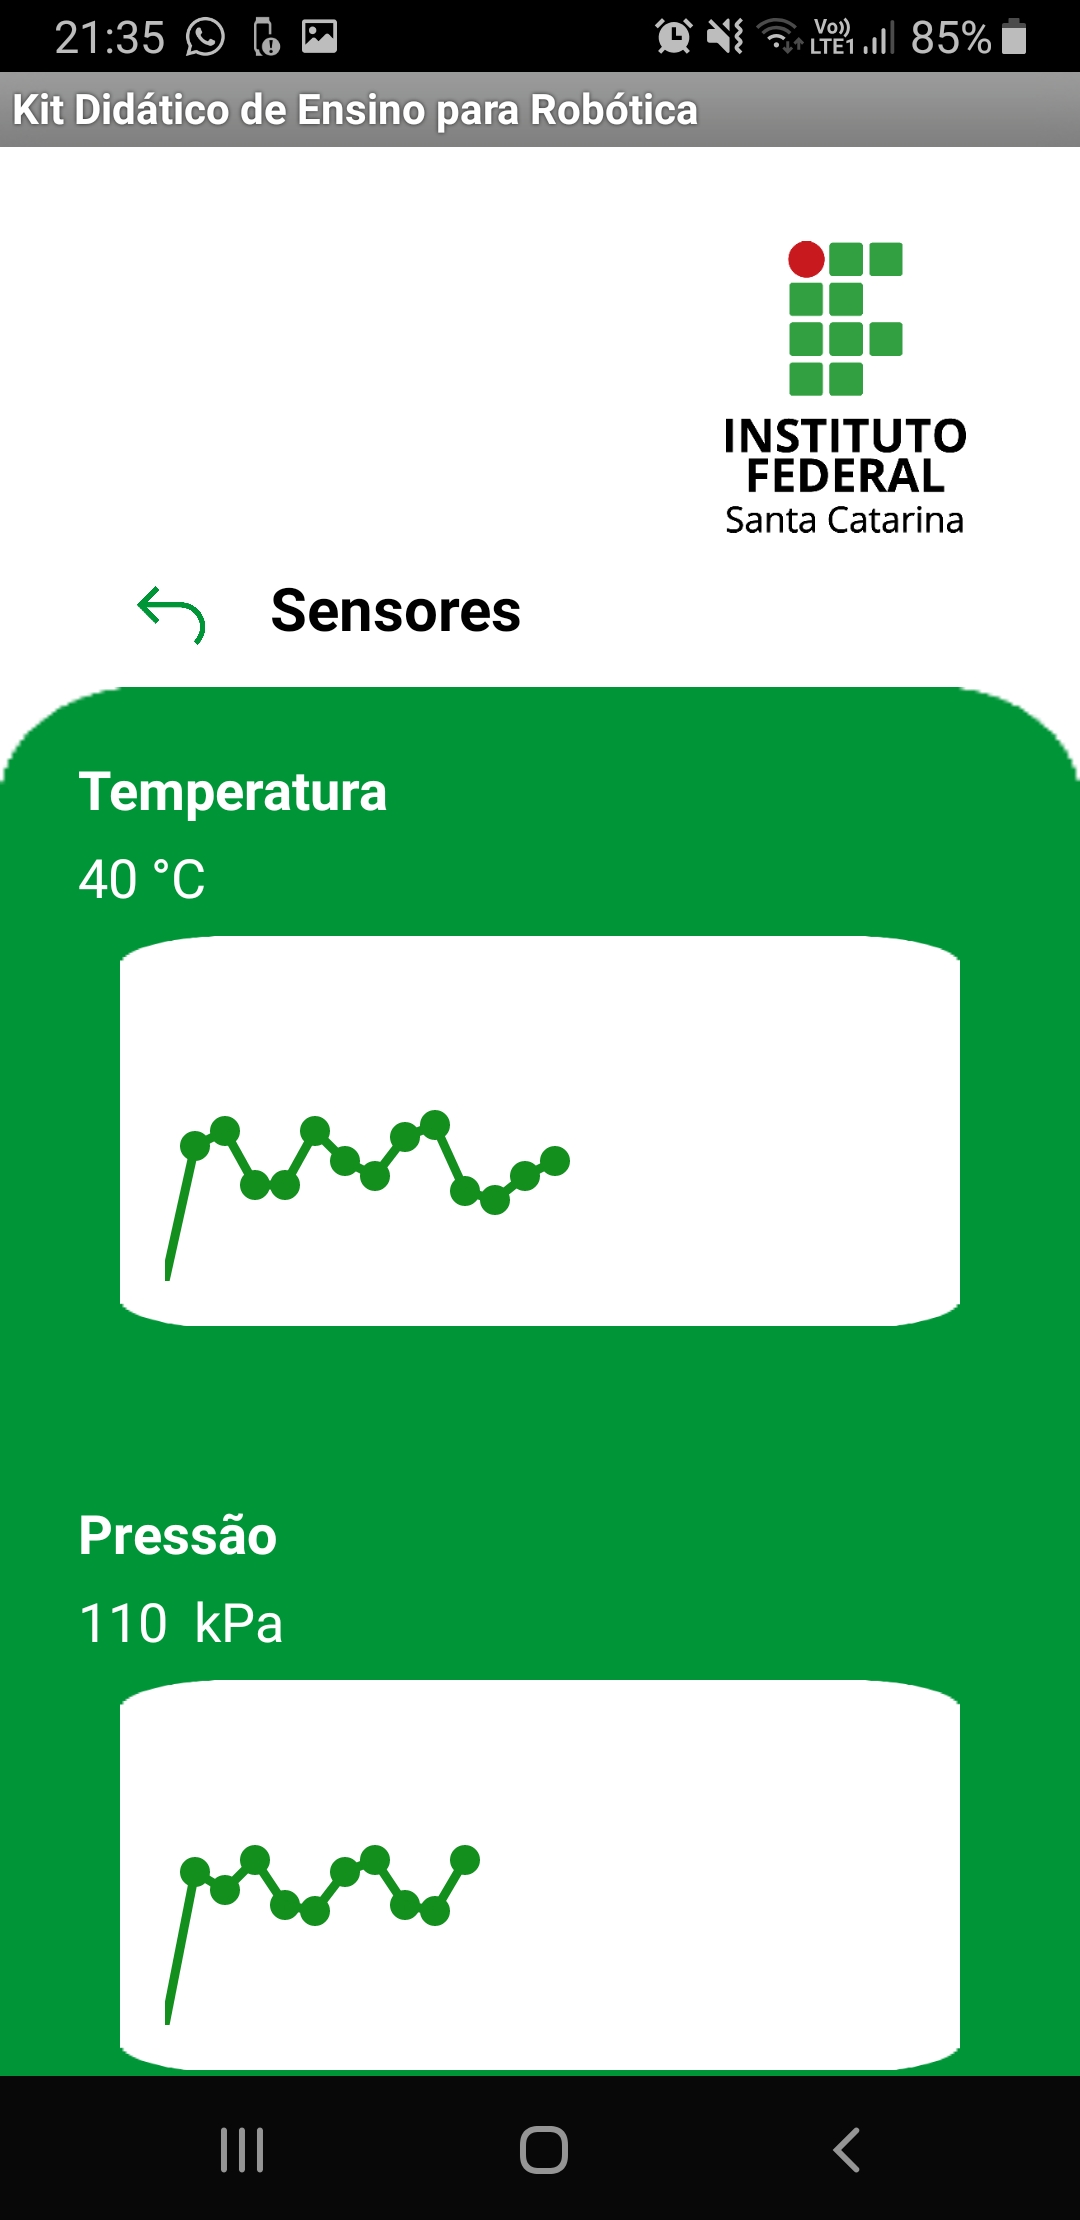 21:35
Vo)) LTE1 85%
Kit Didático de Ensino para Robótica
INSTITUTO
FEDERAL
Santa Catarina
Sensores
Temperatura
40 °C
Pressão
110 kPa